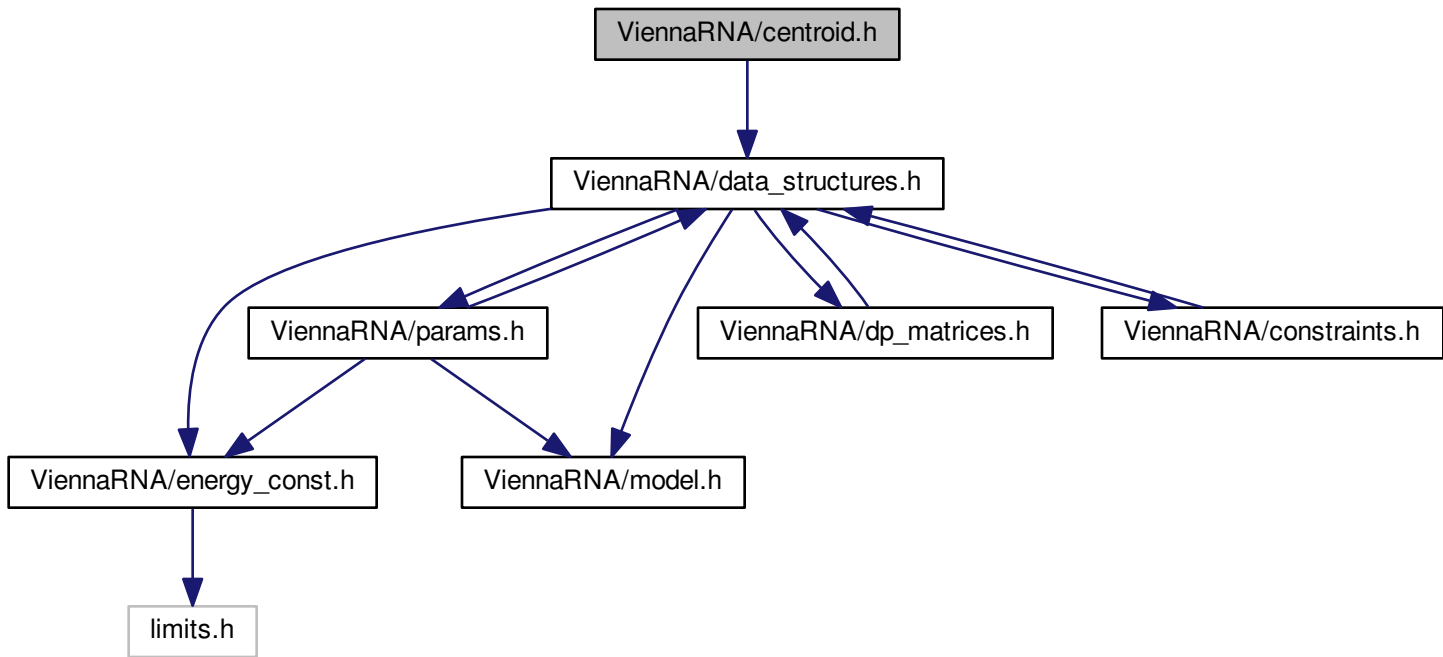 ViennaRNA/centroid.h
ViennaRNA/data_structures.h
ViennaRNA/params.h
ViennaRNA/dp_matrices.h
ViennaRNA/constraints.h
ViennaRNA/energy_const.h
ViennaRNA/model.h
limits.h